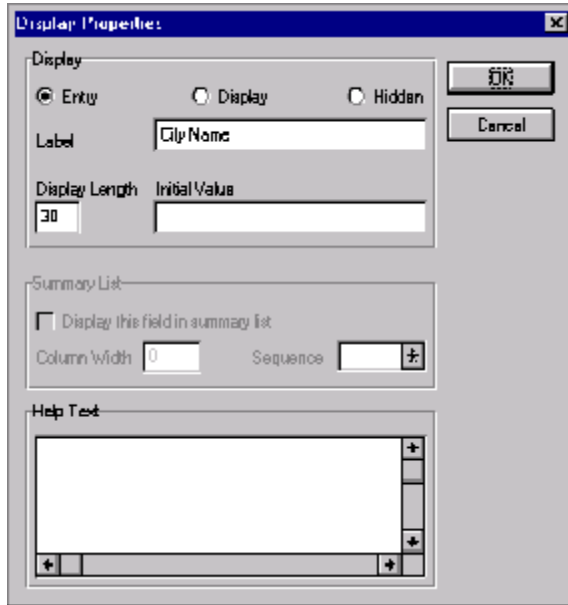 Display Properties
Display
OK
Entry Display Hidden
Cancel
Label City Name
Display Length Initial Value
30
Summary List
Display this field in summary list
Column Width 0 Sequence
Help Text